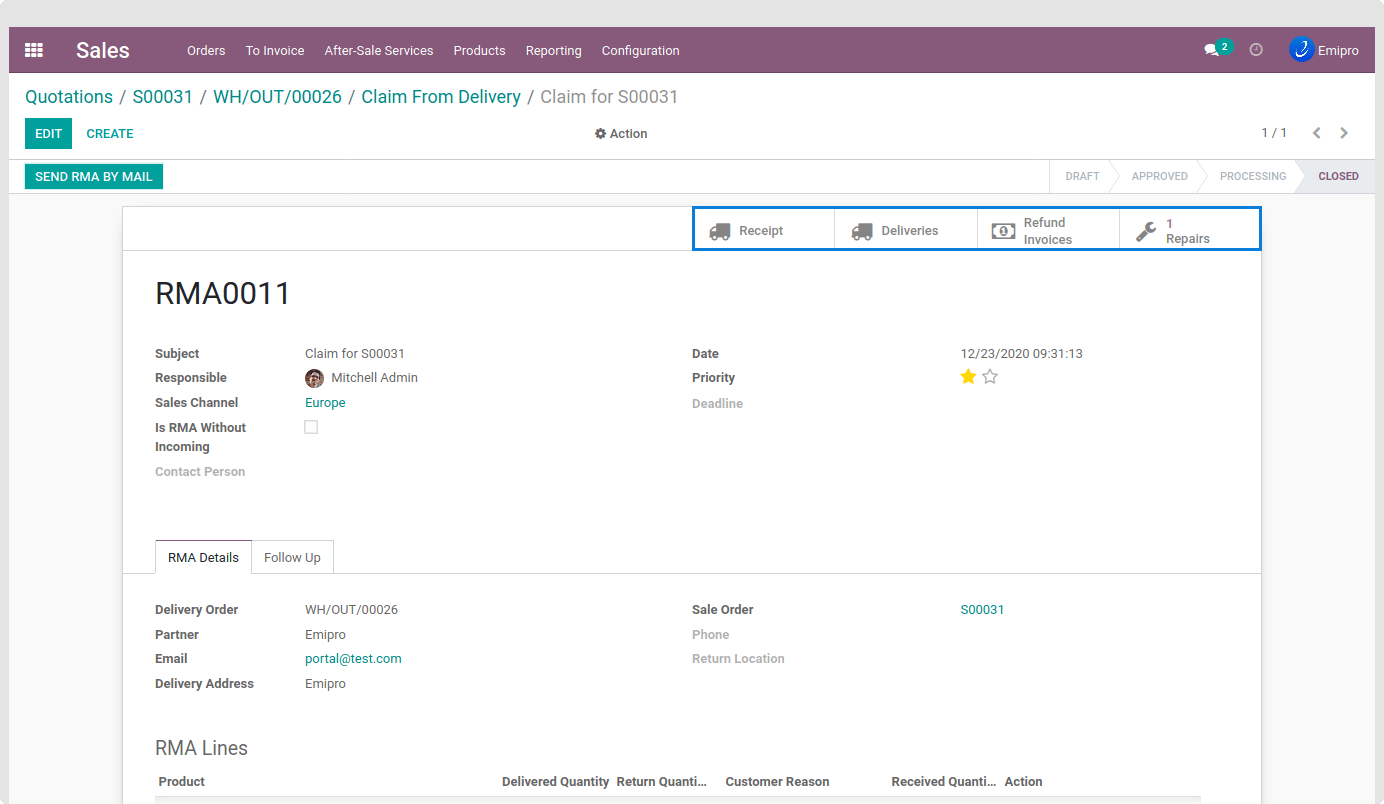 Sales Orders To Invoice After-Sale Services Products Reporting Configuration 2 Emipro
Quotations / S00031 / WH/OUT/00026 / Claim From Delivery / Claim for S00031
EDIT CREATE Action 1 / 1
SEND RMA BY MAIL DRAFT APPROVED PROCESSING CLOSED
Receipt Deliveries Refund Invoices 1 Repairs
RMA0011
Subject Claim for S00031 Date 12/23/2020 09:31:13
Responsible Mitchell Admin Priority
Sales Channel Europe Deadline
Is RMA Without
Incoming
Contact Person
RMA Details Follow Up
Delivery Order WH/OUT/00026 Sale Order S00031
Partner Emipro Phone
Email portal@test.com Return Location
Delivery Address Emipro
RMA Lines
Product Delivered Quantity Return Quanti... Customer Reason Received Quanti... Action